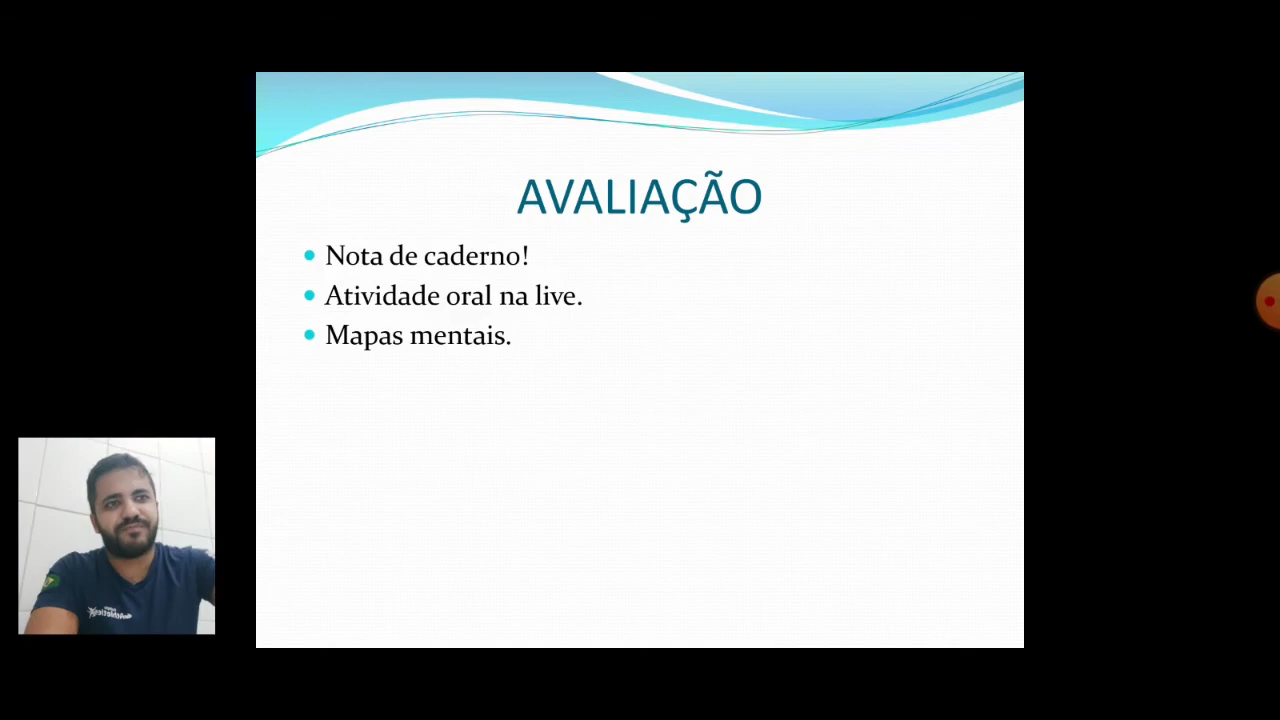 AVALIAÇÃO
Nota de caderno!
Atividade oral na live.
Mapas mentais.